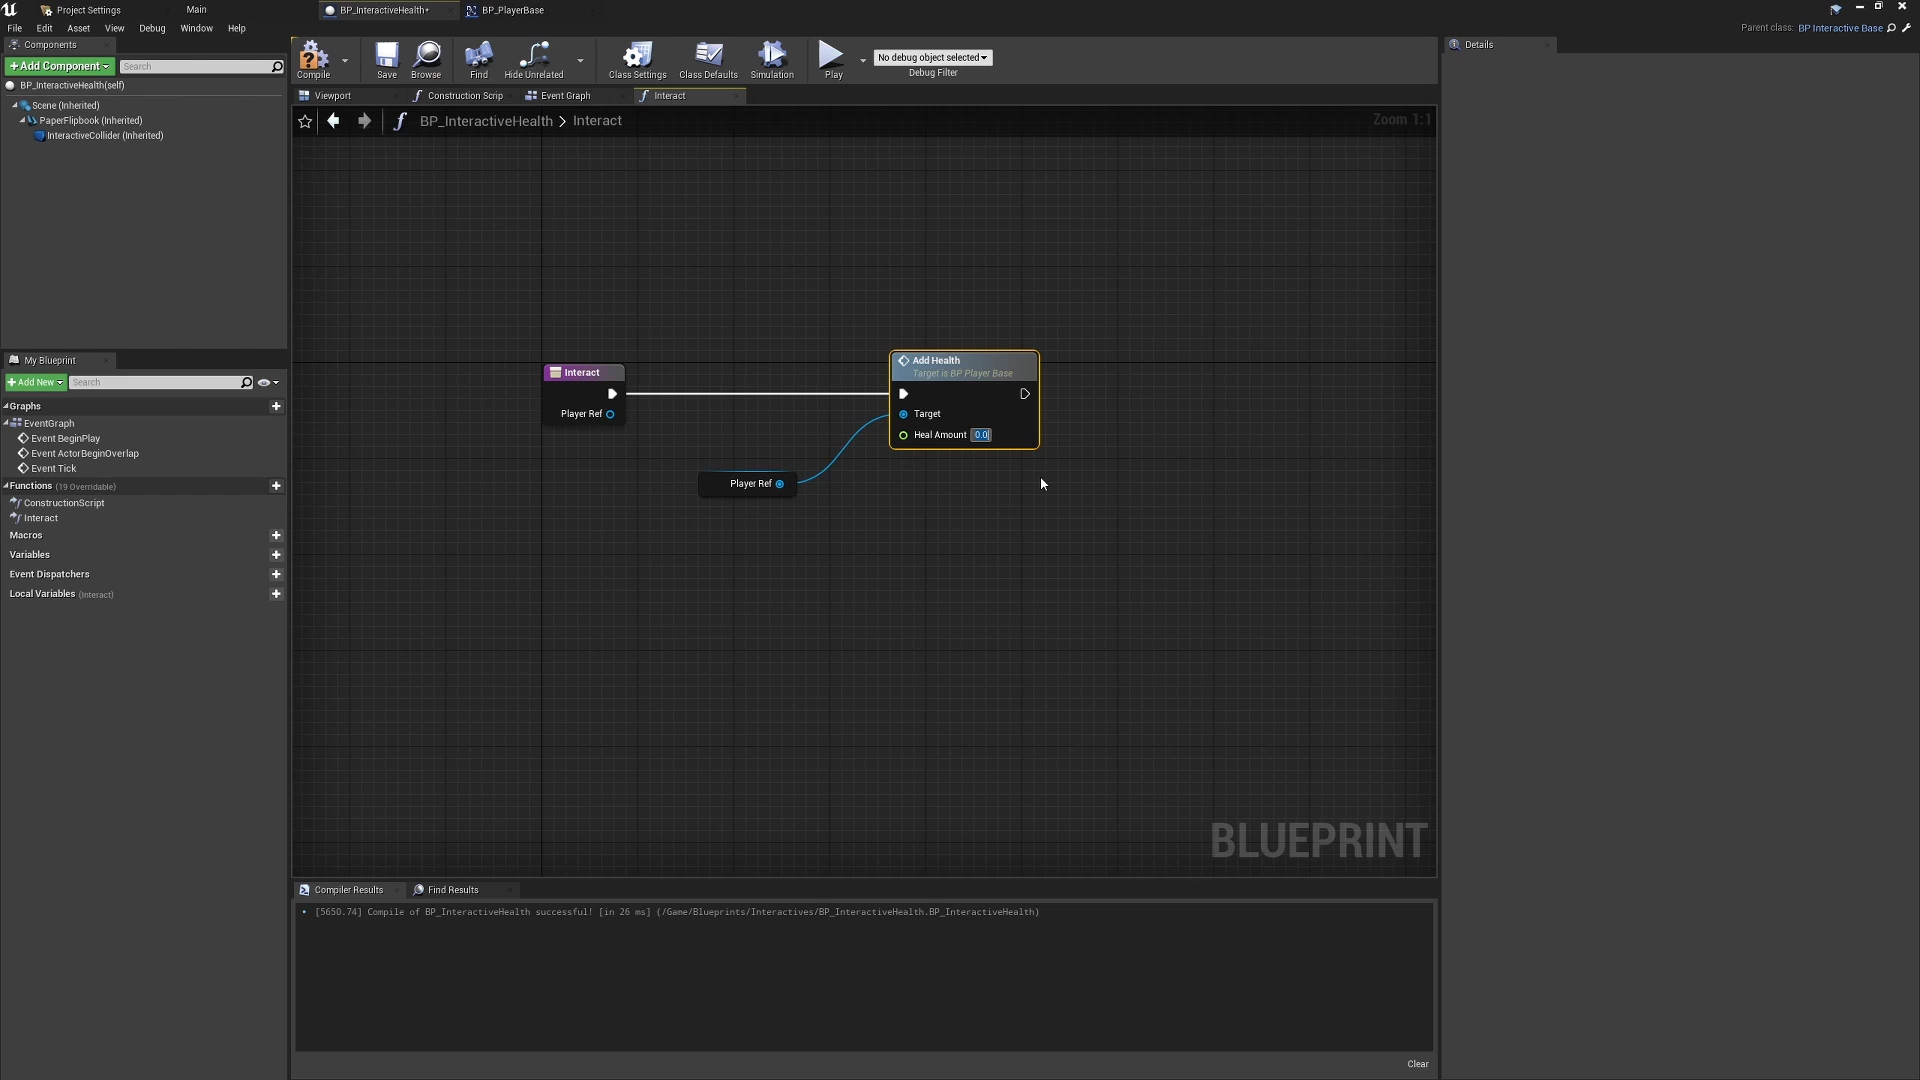 Project Settings
Main
BP_InteractiveHealth*
BP_PlayerBase
File
Edit
Asset
View
Debug
Window
Help
Parent class: BP Interactive Base
Components
+Add Component
Search
BP_InteractiveHealth(self)
Scene (Inherited)
PaperFlipbook (Inherited)
InteractiveCollider (Inherited)
Compile
Save
Browse
Find
Hide Unrelated
Class Settings
Class Defaults
Simulation
Play
No debug object selected
Debug Filter
Details
Viewport
Construction Scrip
Event Graph
Interact
BP_InteractiveHealth > Interact
Zoom 1:1
My Blueprint
+Add New
Search
Graphs
EventGraph
Event BeginPlay
Event ActorBeginOverlap
Event Tick
Functions (19 Overridable)
ConstructionScript
Interact
Macros
Variables
Event Dispatchers
Local Variables (Interact)
Interact
Player Ref
Player Ref
Add Health
Target is BP Player Base
Target
Heal Amount 0.0
BLUEPRINT
Compiler Results
Find Results
[5650.74] Compile of BP_InteractiveHealth successful! [in 26 ms] (/Game/Blueprints/Interactives/BP_InteractiveHealth.BP_InteractiveHealth)
Clear